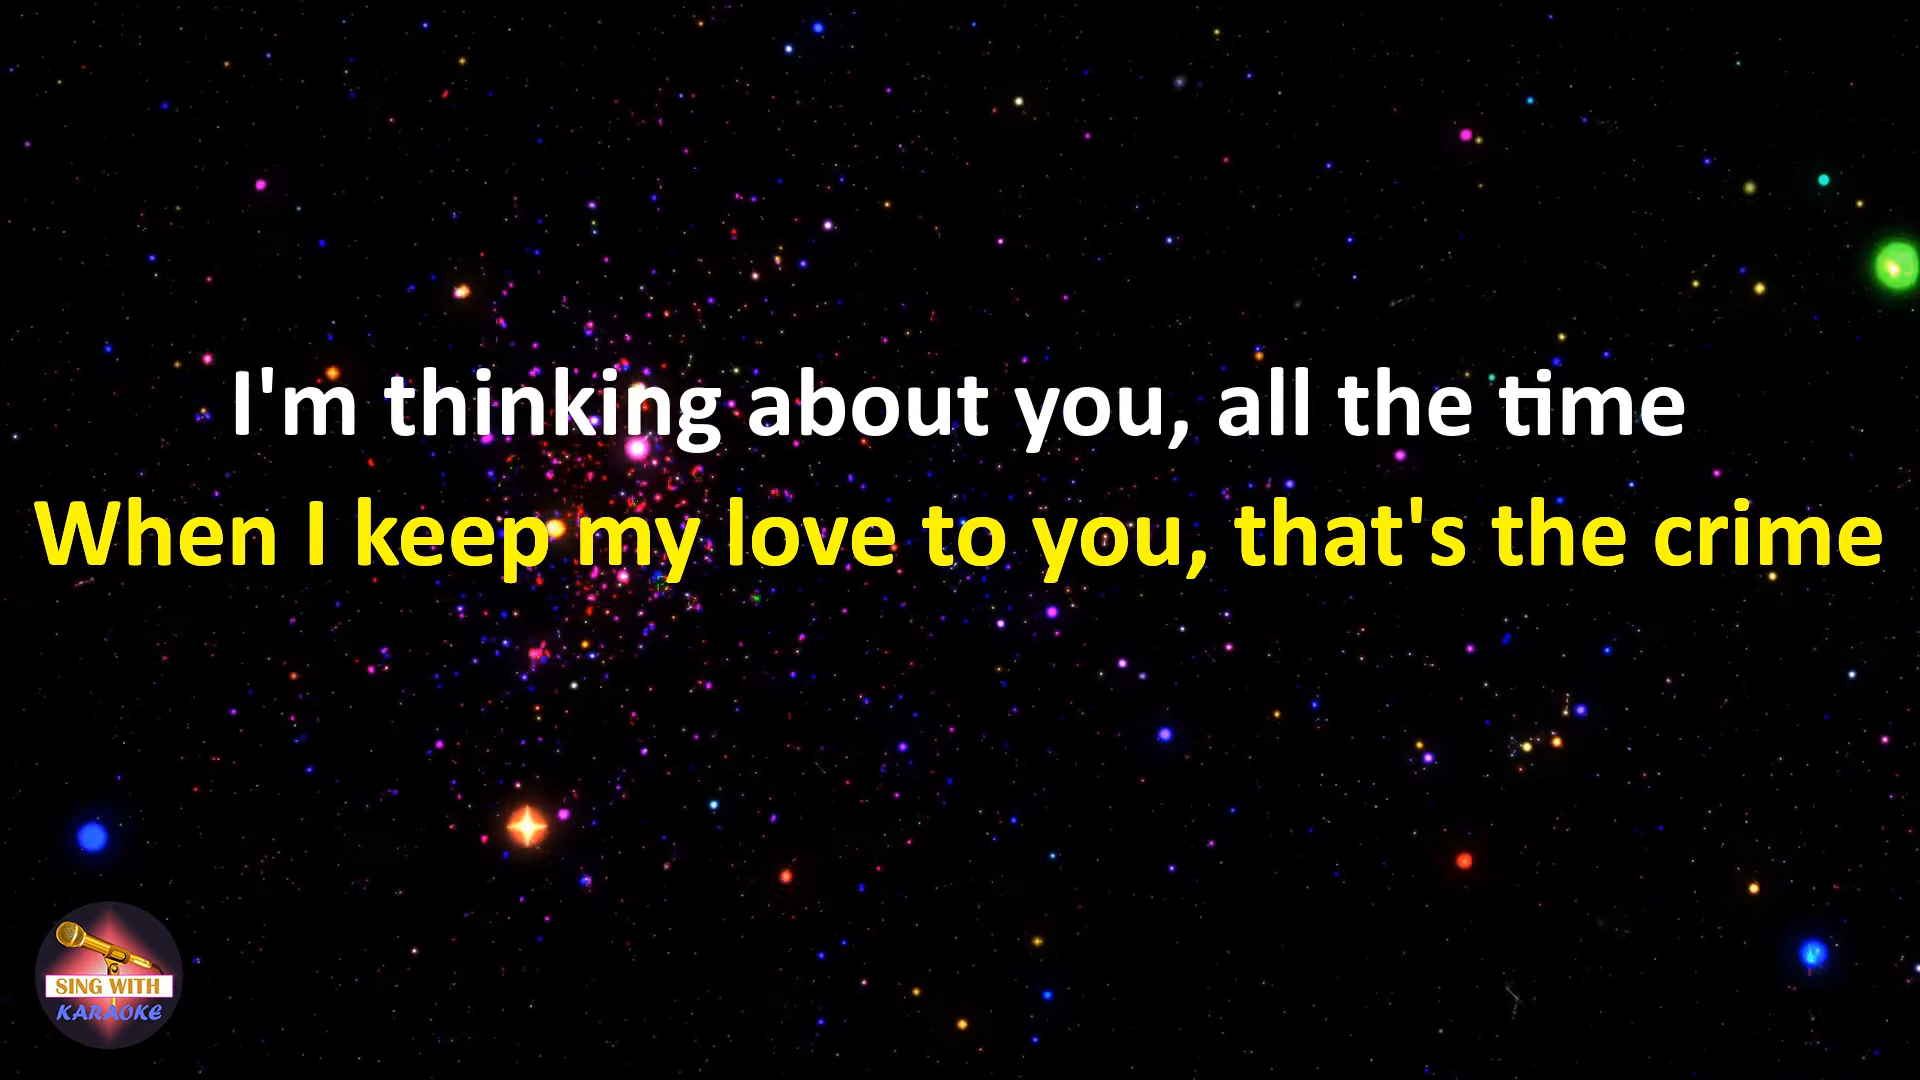 I'm thinking about you, all the time
When I keep my love to you, that's the crime
SING WITH
KARAOKE